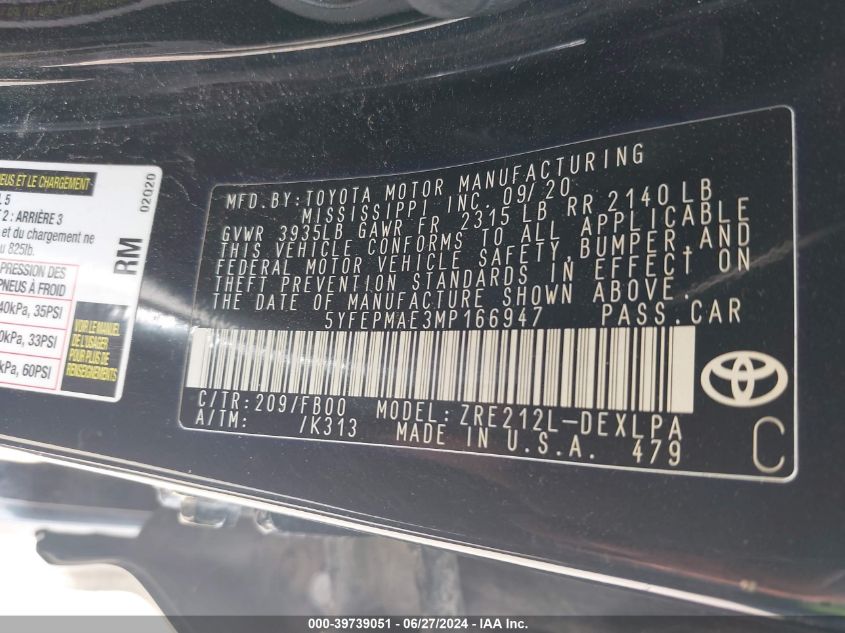 NEUS ET LE CHARGEMENT
L 5
T 2 : ARRIÈRE 3
et du chargement ne
u 825lb.
PRESSION DES
PNEUS À FROID
40kPa, 35PSI
0kPa, 33PSI
kPa, 60PSI
VOIR LE MANUEL
DE L'USAGER
POUR PLUS DE
RENSEIGNEMENTS
02020
RM
MFD. BY: TOYOTA MOTOR MANUFACTURING
MISSISSIPPI INC. 09/20
GVWR 3935LB GAWR FR 2315 LB RR 2140 LB
THIS VEHICLE CONFORMS TO ALL APPLICABLE
FEDERAL MOTOR VEHICLE SAFETY, BUMPER, AND
THEFT PREVENTION STANDARDS IN EFFECT ON
THE DATE OF MANUFACTURE SHOWN ABOVE.
5YFEPMAE3MP166947 PASS. CAR
C/TR: 209/FB00 MODEL: ZRE212L-DEXLPA
A/TM: /K313 MADE IN U.S.A. 479
C
000-39739051 - 06/27/2024 - IAA Inc.